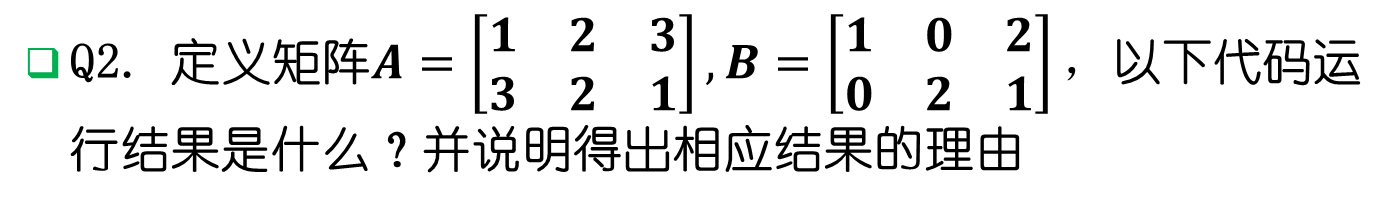 Q2. 定义矩阵A = [1 2 3; 3 2 1], B = [1 0 2; 0 2 1], 以下代码运
行结果是什么?并说明得出相应结果的理由